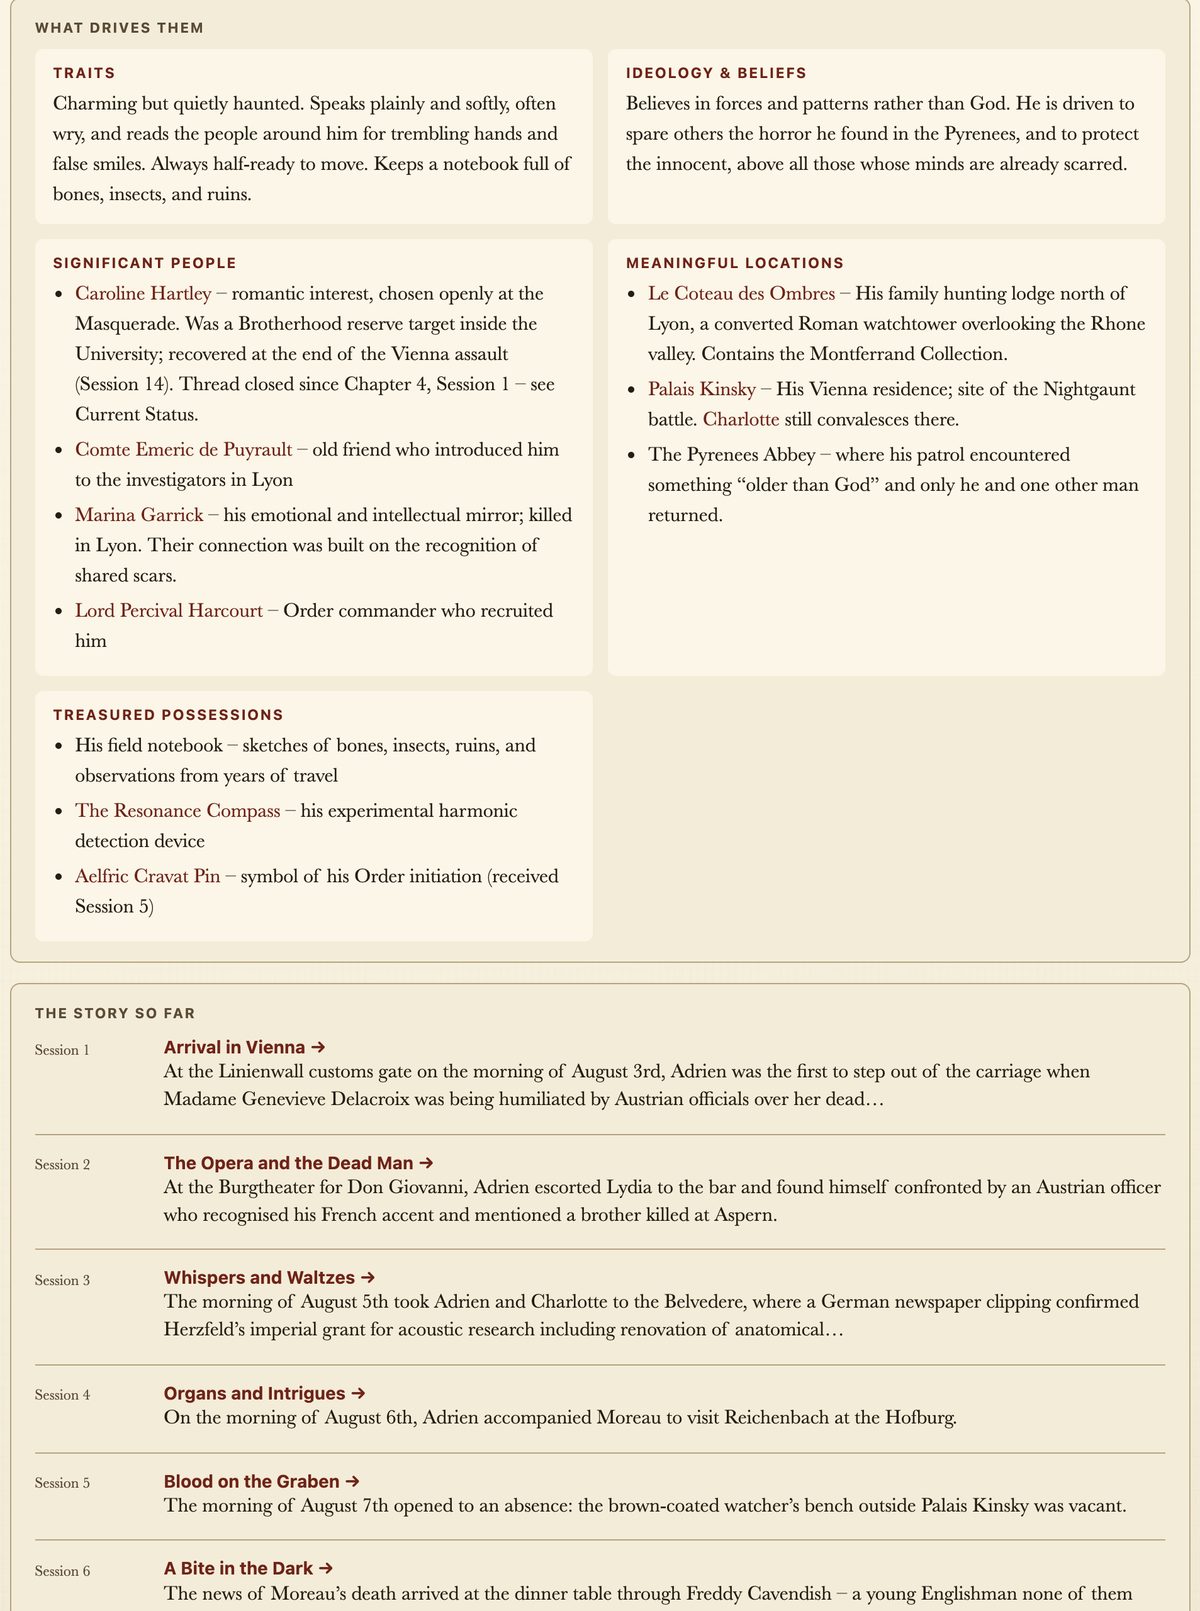 WHAT DRIVES THEM
TRAITS
Charming but quietly haunted. Speaks plainly and softly, often
wry, and reads the people around him for trembling hands and
false smiles. Always half-ready to move. Keeps a notebook full of
bones, insects, and ruins.
IDEOLOGY & BELIEFS
Believes in forces and patterns rather than God. He is driven to
spare others the horror he found in the Pyrenees, and to protect
the innocent, above all those whose minds are already scarred.
SIGNIFICANT PEOPLE
• Caroline Hartley – romantic interest, chosen openly at the
Masquerade. Was a Brotherhood reserve target inside the
University; recovered at the end of the Vienna assault
(Session 14). Thread closed since Chapter 4, Session 1 – see
Current Status.
• Comte Emeric de Puyrault – old friend who introduced him
to the investigators in Lyon
• Marina Garrick – his emotional and intellectual mirror; killed
in Lyon. Their connection was built on the recognition of
shared scars.
• Lord Percival Harcourt – Order commander who recruited
him
MEANINGFUL LOCATIONS
• Le Coteau des Ombres – His family hunting lodge north of
Lyon, a converted Roman watchtower overlooking the Rhone
valley. Contains the Montferrand Collection.
• Palais Kinsky – His Vienna residence; site of the Nightgaunt
battle. Charlotte still convalesces there.
• The Pyrenees Abbey – where his patrol encountered
something “older than God” and only he and one other man
returned.
TREASURED POSSESSIONS
• His field notebook – sketches of bones, insects, ruins, and
observations from years of travel
• The Resonance Compass – his experimental harmonic
detection device
• Aelfric Cravat Pin – symbol of his Order initiation (received
Session 5)
THE STORY SO FAR
Session 1
Arrival in Vienna →
At the Linienwall customs gate on the morning of August 3rd, Adrien was the first to step out of the carriage when
Madame Genevieve Delacroix was being humiliated by Austrian officials over her dead…
Session 2
The Opera and the Dead Man →
At the Burgtheater for Don Giovanni, Adrien escorted Lydia to the bar and found himself confronted by an Austrian officer
who recognised his French accent and mentioned a brother killed at Aspern.
Session 3
Whispers and Waltzes →
The morning of August 5th took Adrien and Charlotte to the Belvedere, where a German newspaper clipping confirmed
Herzfeld’s imperial grant for acoustic research including renovation of anatomical…
Session 4
Organs and Intrigues →
On the morning of August 6th, Adrien accompanied Moreau to visit Reichenbach at the Hofburg.
Session 5
Blood on the Graben →
The morning of August 7th opened to an absence: the brown-coated watcher’s bench outside Palais Kinsky was vacant.
Session 6
A Bite in the Dark →
The news of Moreau’s death arrived at the dinner table through Freddy Cavendish – a young Englishman none of them